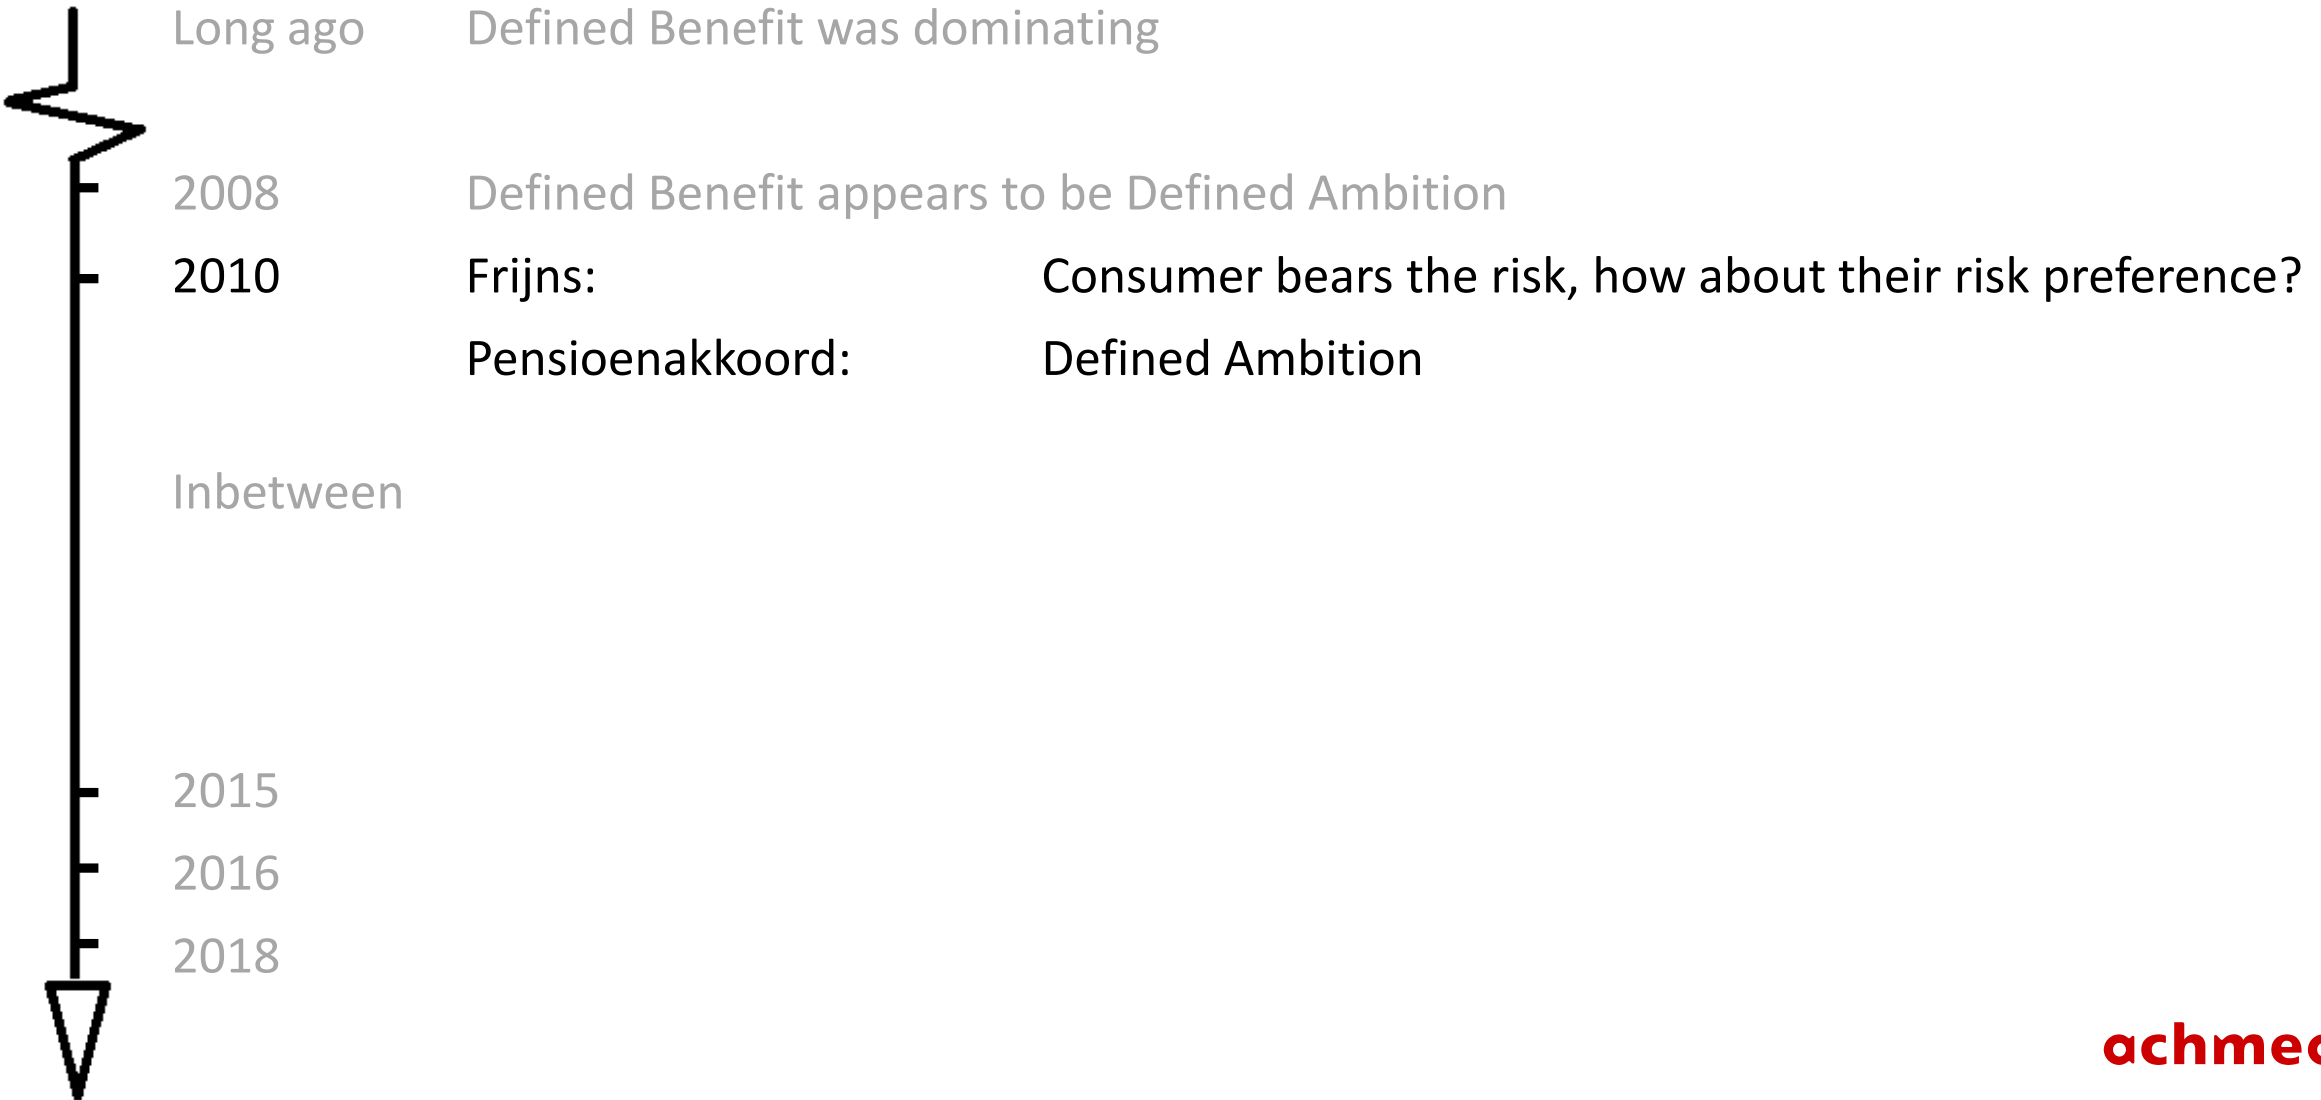 Long ago Defined Benefit was dominating
2008 Defined Benefit appears to be Defined Ambition
2010 Frijns: Consumer bears the risk, how about their risk preference?
Pensioenakkoord: Defined Ambition
Inbetween
2015
2016
2018
achmea